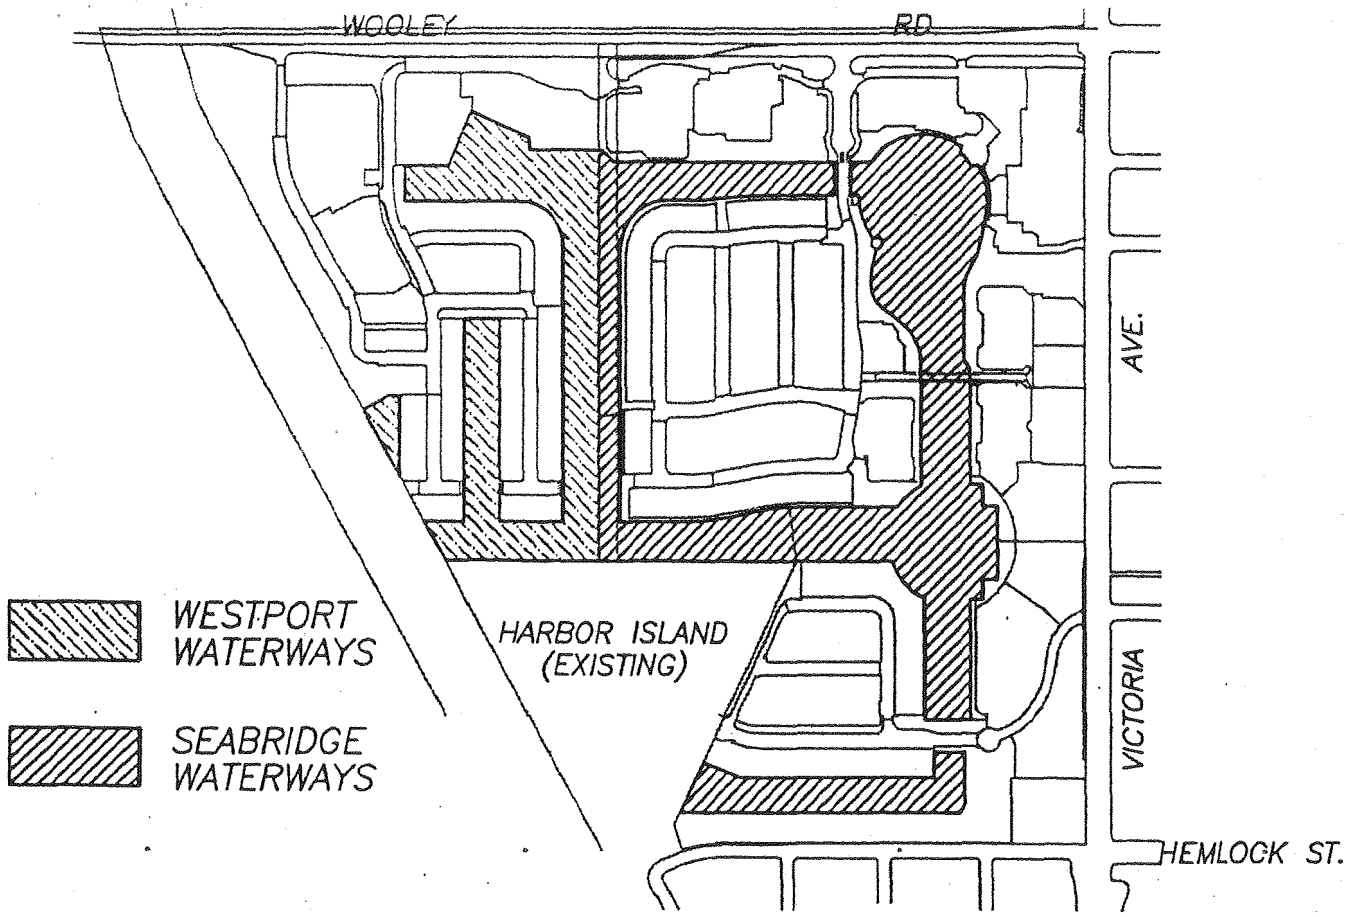 WOOLEY RD
AVE.
WESTPORT
WATERWAYS
HARBOR ISLAND
(EXISTING)
VICTORIA
SEABRIDGE
WATERWAYS
HEMLOCK ST.